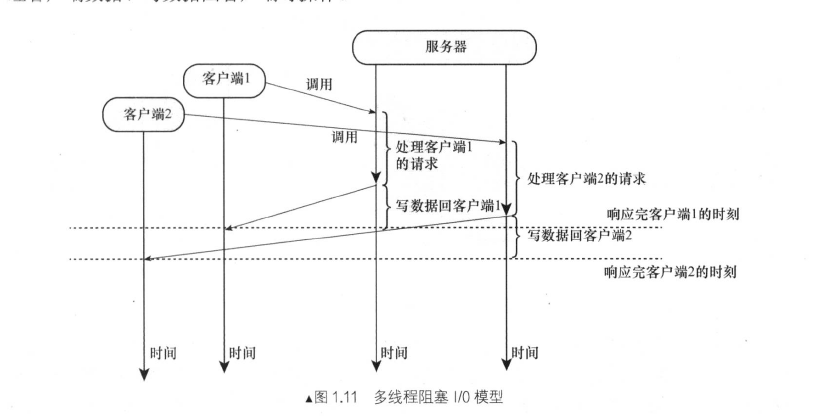 服务器
客户端1
调用
客户端2
调用
处理客户端1
的请求
处理客户端2的请求
写数据回客户端1
响应完客户端1的时刻
写数据回客户端2
响应完客户端2的时刻
时间
时间
时间
时间
▲图 1.11 多线程阻塞 I/O 模型